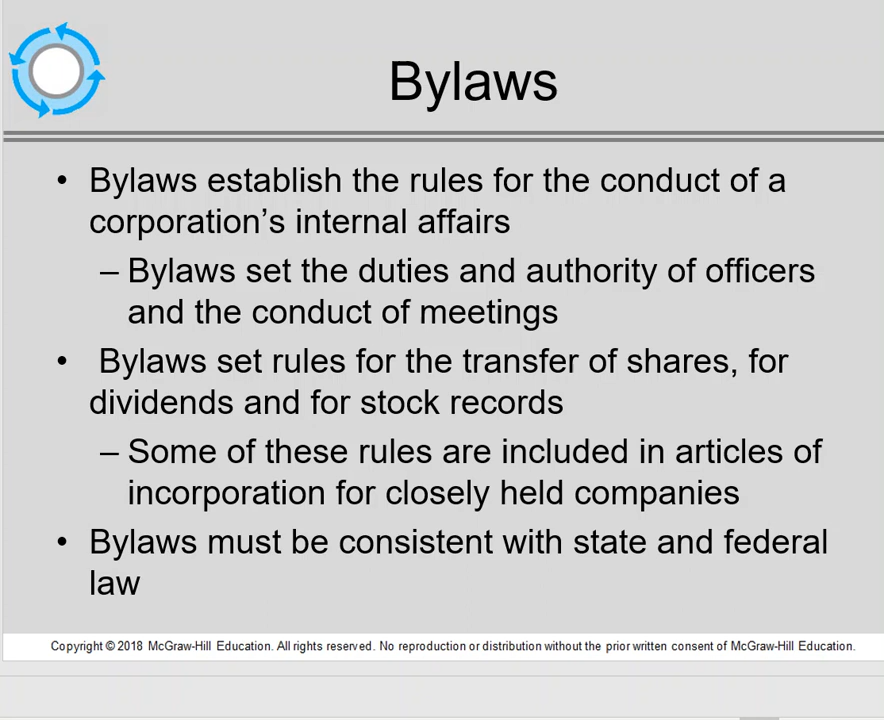 Bylaws
• Bylaws establish the rules for the conduct of a
corporation’s internal affairs
– Bylaws set the duties and authority of officers
and the conduct of meetings
• Bylaws set rules for the transfer of shares, for
dividends and for stock records
– Some of these rules are included in articles of
incorporation for closely held companies
• Bylaws must be consistent with state and federal
law
Copyright © 2018 McGraw-Hill Education. All rights reserved. No reproduction or distribution without the prior written consent of McGraw-Hill Education.